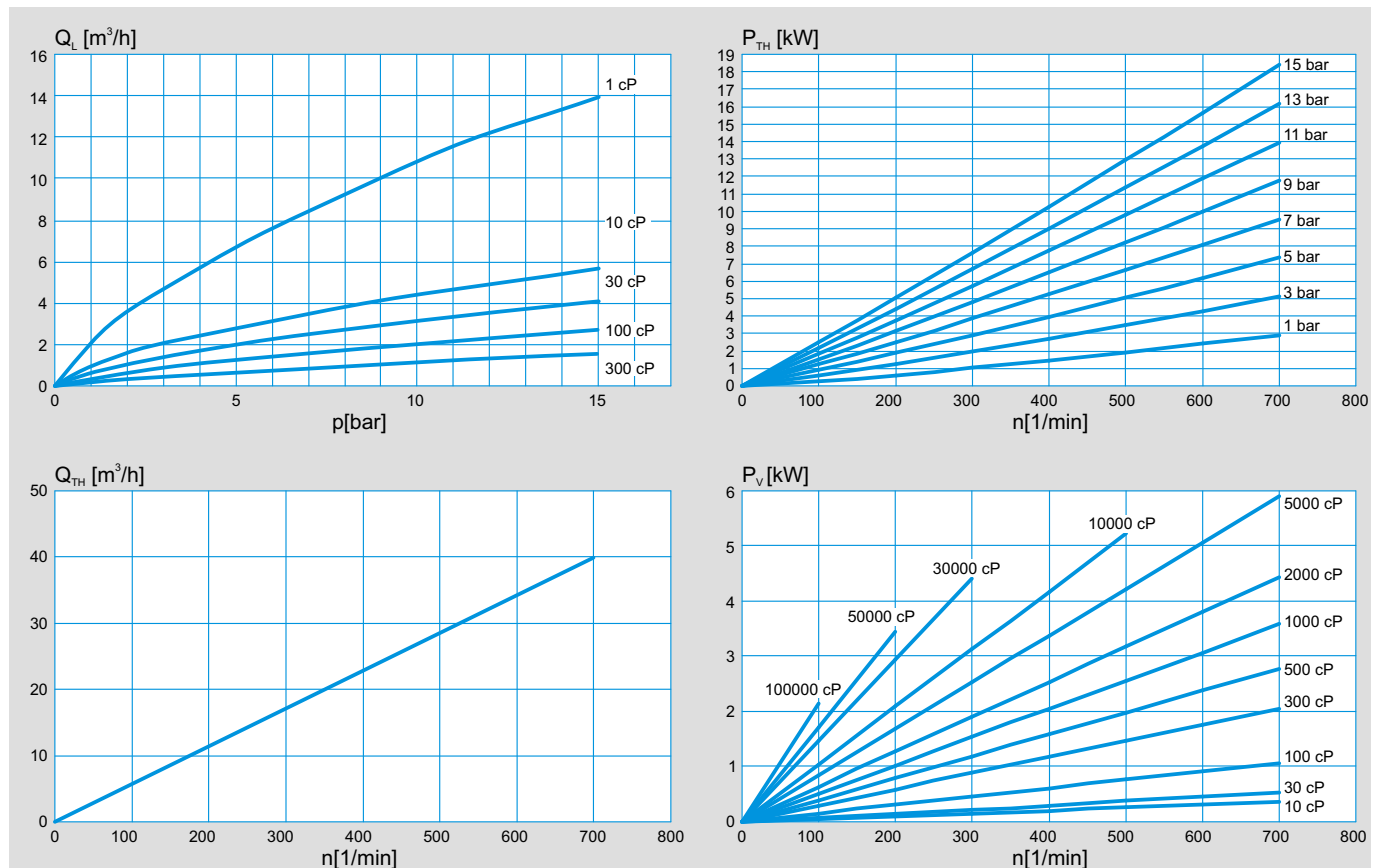 Q_L [m³/h]
16
14
12
10
8
6
4
2
0
1 cP
10 cP
30 cP
100 cP
300 cP
0 5 10 15
p[bar]
P_TH [kW]
19
18
17
16
15
14
13
12
11
10
9
8
7
6
5
4
3
2
1
0
15 bar
13 bar
11 bar
9 bar
7 bar
5 bar
3 bar
1 bar
0 100 200 300 400 500 600 700 800
n[1/min]
Q_TH [m³/h]
50
40
30
20
10
0
0 100 200 300 400 500 600 700 800
n[1/min]
P_V [kW]
6
5
4
3
2
1
0
100000 cP
50000 cP
30000 cP
10000 cP
5000 cP
2000 cP
1000 cP
500 cP
300 cP
100 cP
30 cP
10 cP
0 100 200 300 400 500 600 700 800
n[1/min]